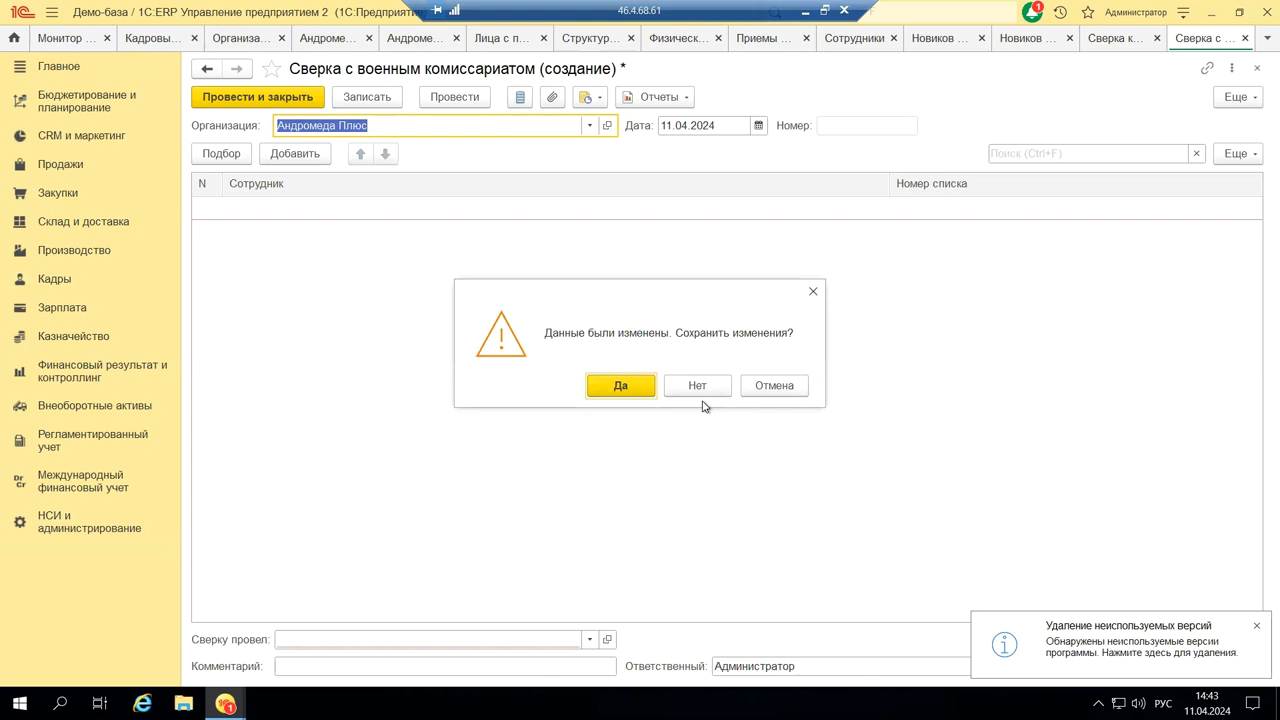 Демо-база / 1С:ERP Управление предприятием 2 (1С:Предприяти
46.4.68.61
1
Администратор
Монитор ...
Кадровы...
Организа...
Андроме...
Андроме...
Лица с п...
Структур...
Физическ...
Приемы ...
Сотрудники
Новиков ...
Новиков ...
Сверка к...
Сверка с ...
Главное
Бюджетирование и
планирование
CRM и маркетинг
Продажи
Закупки
Склад и доставка
Производство
Кадры
Зарплата
Казначейство
Финансовый результат и
контроллинг
Внеоборотные активы
Регламентированный
учет
Международный
финансовый учет
НСИ и
администрирование
Сверка с военным комиссариатом (создание) *
Провести и закрыть
Записать
Провести
Отчеты
Еще
Организация:
Андромеда Плюс
Дата:
11.04.2024
Номер:
Подбор
Добавить
Поиск (Ctrl+F)
Еще
N
Сотрудник
Номер списка
Данные были изменены. Сохранить изменения?
Да
Нет
Отмена
Сверку провел:
Комментарий:
Ответственный:
Администратор
Удаление неиспользуемых версий
Обнаружены неиспользуемые версии
программы. Нажмите здесь для удаления.
РУС
14:43
11.04.2024